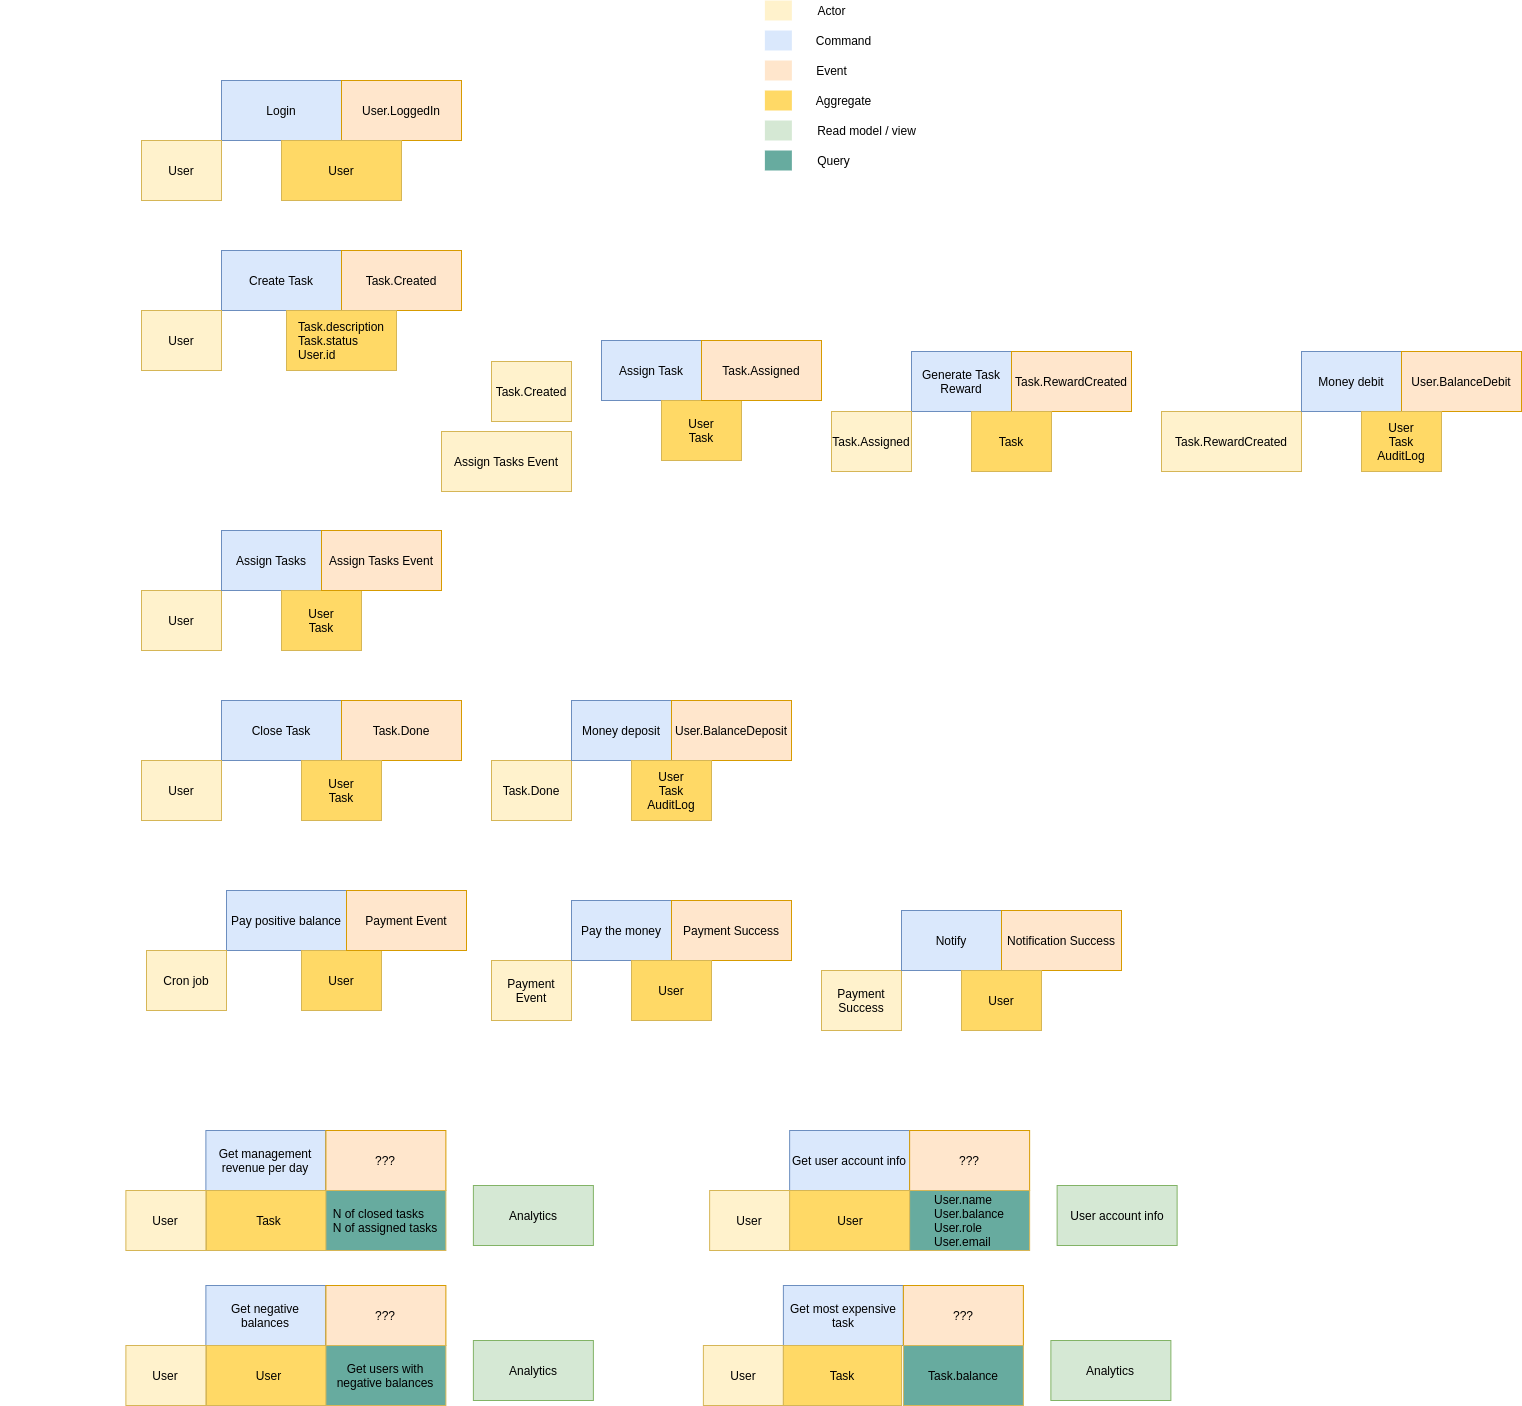 Actor
Command
Event
Aggregate
Read model / view
Query
Login
User.LoggedIn
User
User
Create Task
Task.Created
User
Task.description
Task.status
User.id
Task.Created
Assign Tasks Event
Assign Task
Task.Assigned
User
Task
Task.Assigned
Generate Task
Reward
Task.RewardCreated
Task
Task.RewardCreated
Money debit
User.BalanceDebit
User
Task
AuditLog
Assign Tasks
Assign Tasks Event
User
User
Task
Close Task
Task.Done
User
User
Task
Task.Done
Money deposit
User.BalanceDeposit
User
Task
AuditLog
Pay positive balance
Payment Event
Cron job
User
Payment
Event
Pay the money
Payment Success
User
Payment
Success
Notify
Notification Success
User
Get management
revenue per day
???
User
Task
N of closed tasks
N of assigned tasks
Analytics
Get user account info
???
User
User
User.name
User.balance
User.role
User.email
User account info
Get negative
balances
???
User
User
Get users with
negative balances
Analytics
Get most expensive
task
???
User
Task
Task.balance
Analytics